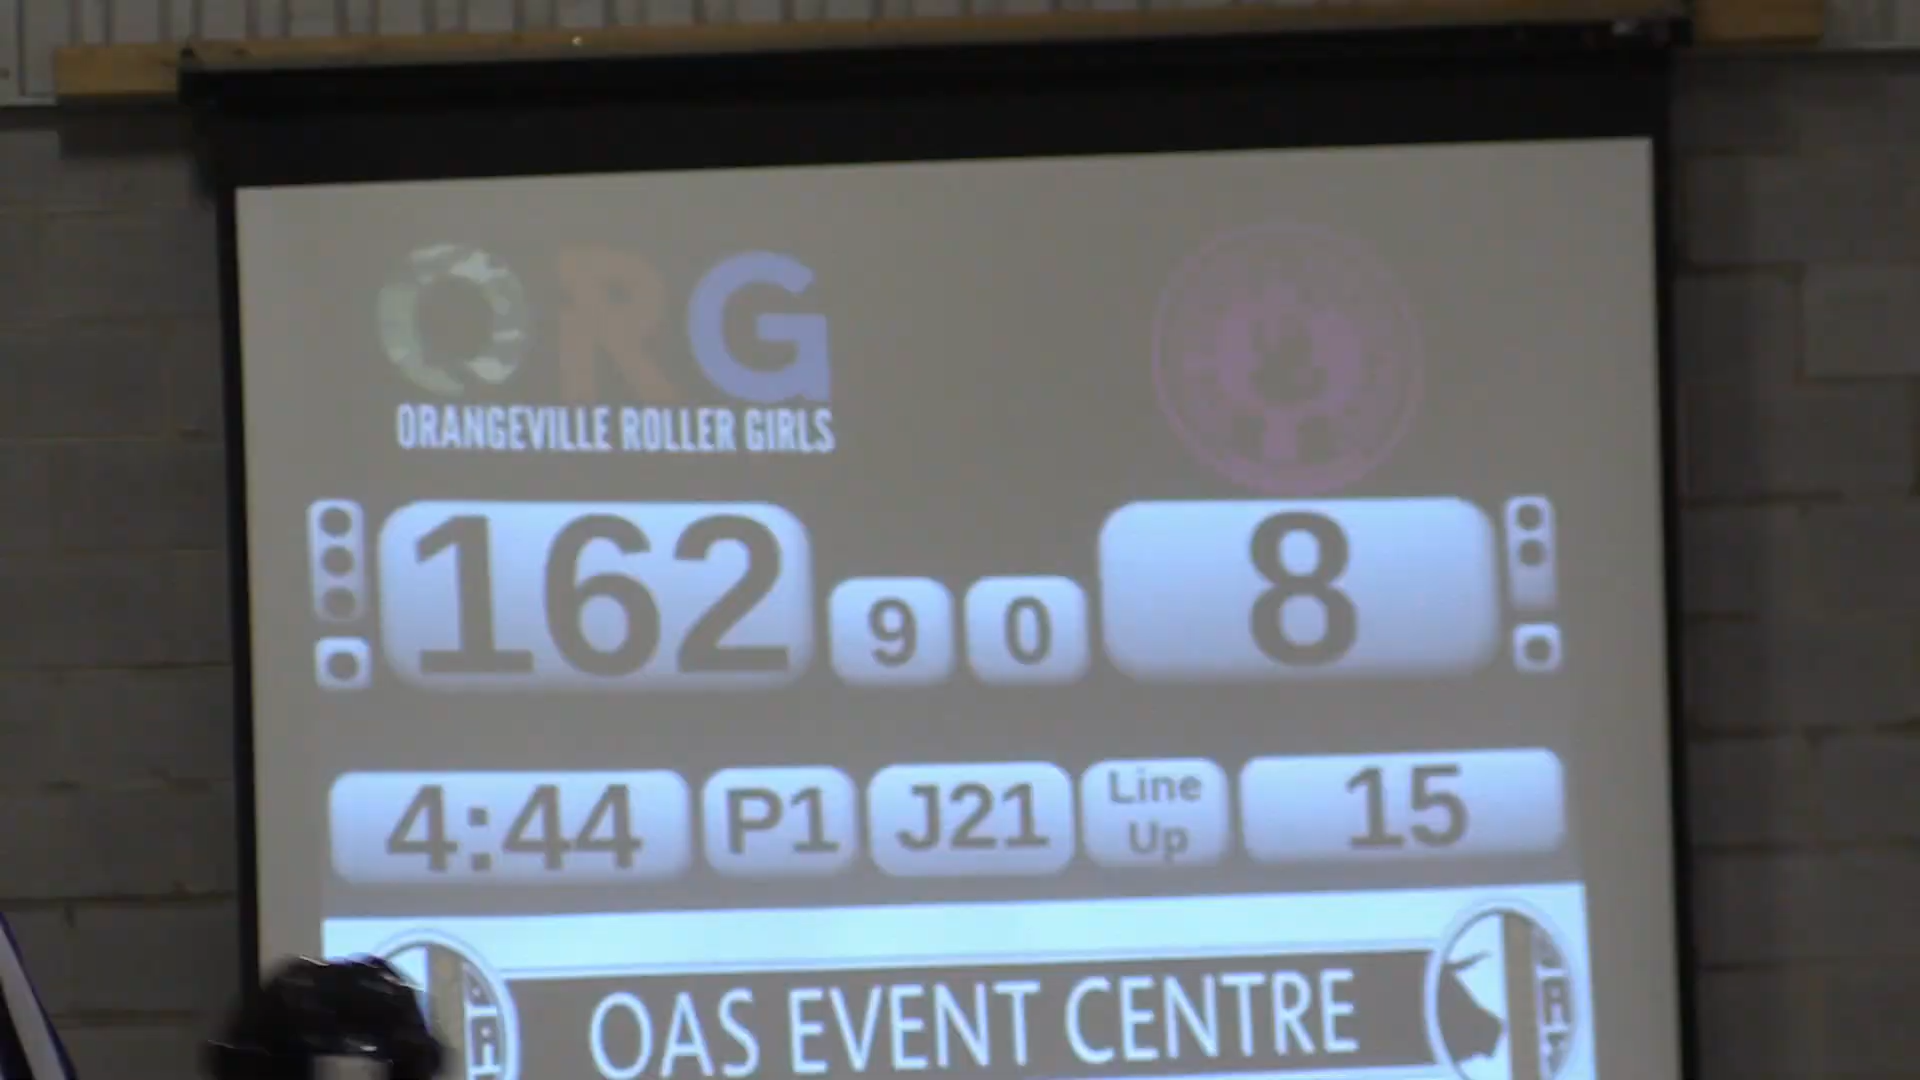 ORG
ORANGEVILLE ROLLER GIRLS
162 9 0 8
4:44 P1 J21 Line Up 15
OAS EVENT CENTRE